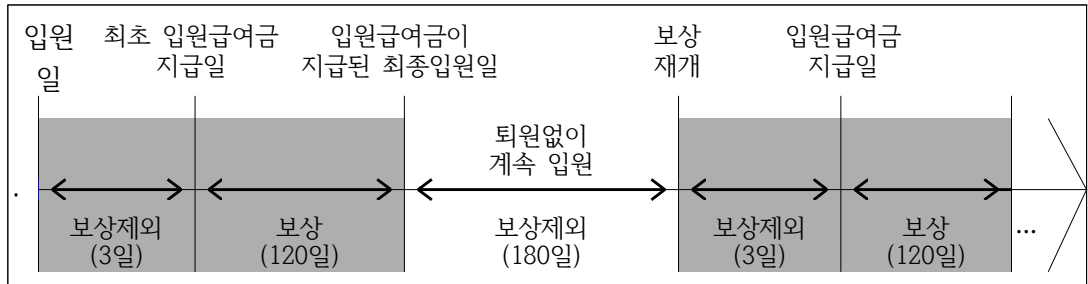 입원
일
최초 입원급여금
지급일
입원급여금이
지급된 최종입원일
보상
재개
입원급여금
지급일
퇴원없이
계속 입원
.
보상제외
(3일)
보상
(120일)
보상제외
(180일)
보상제외
(3일)
보상
(120일)
...